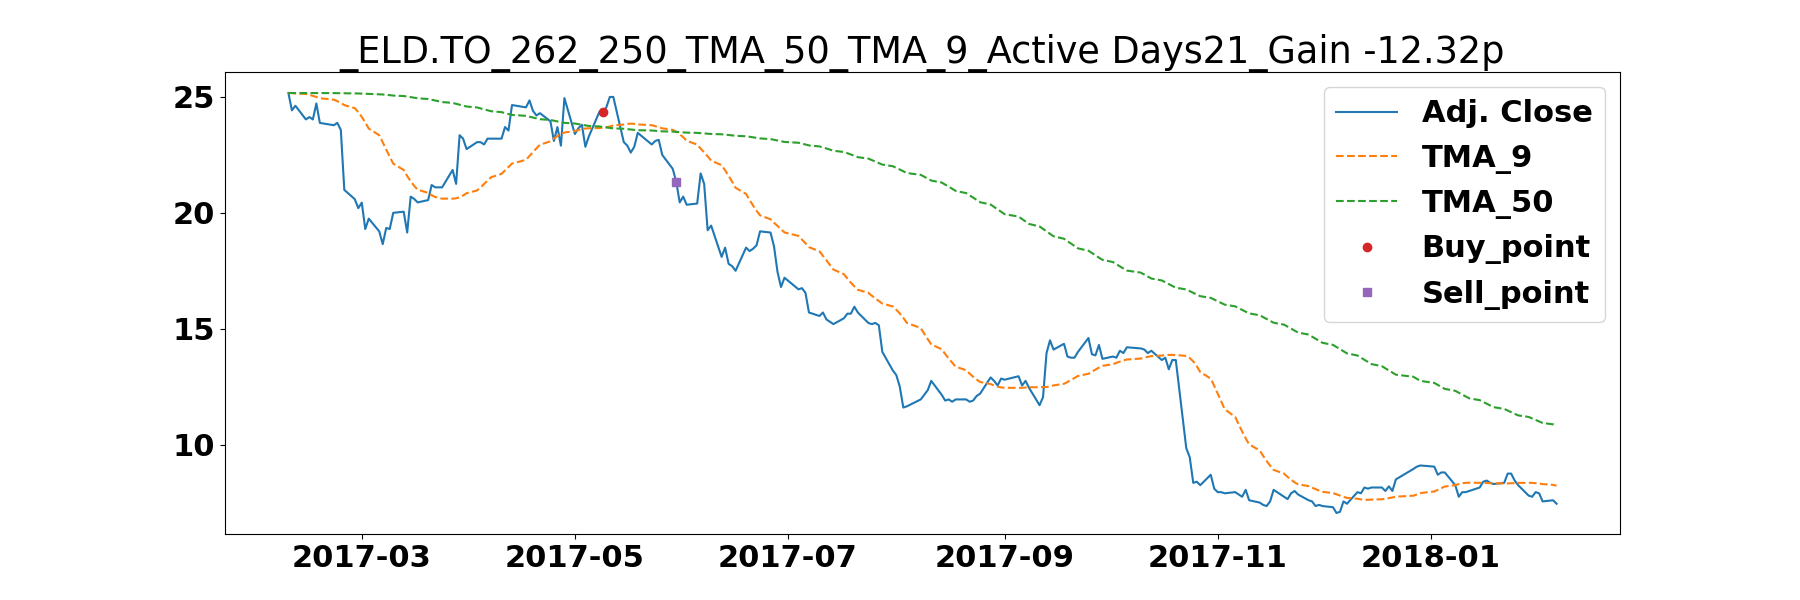 _ELD.TO_262_250_TMA_50_TMA_9_Active Days21_Gain -12.32p
25
20
15
10
Adj. Close
TMA_9
TMA_50
Buy_point
Sell_point
2017-03 2017-05 2017-07 2017-09 2017-11 2018-01